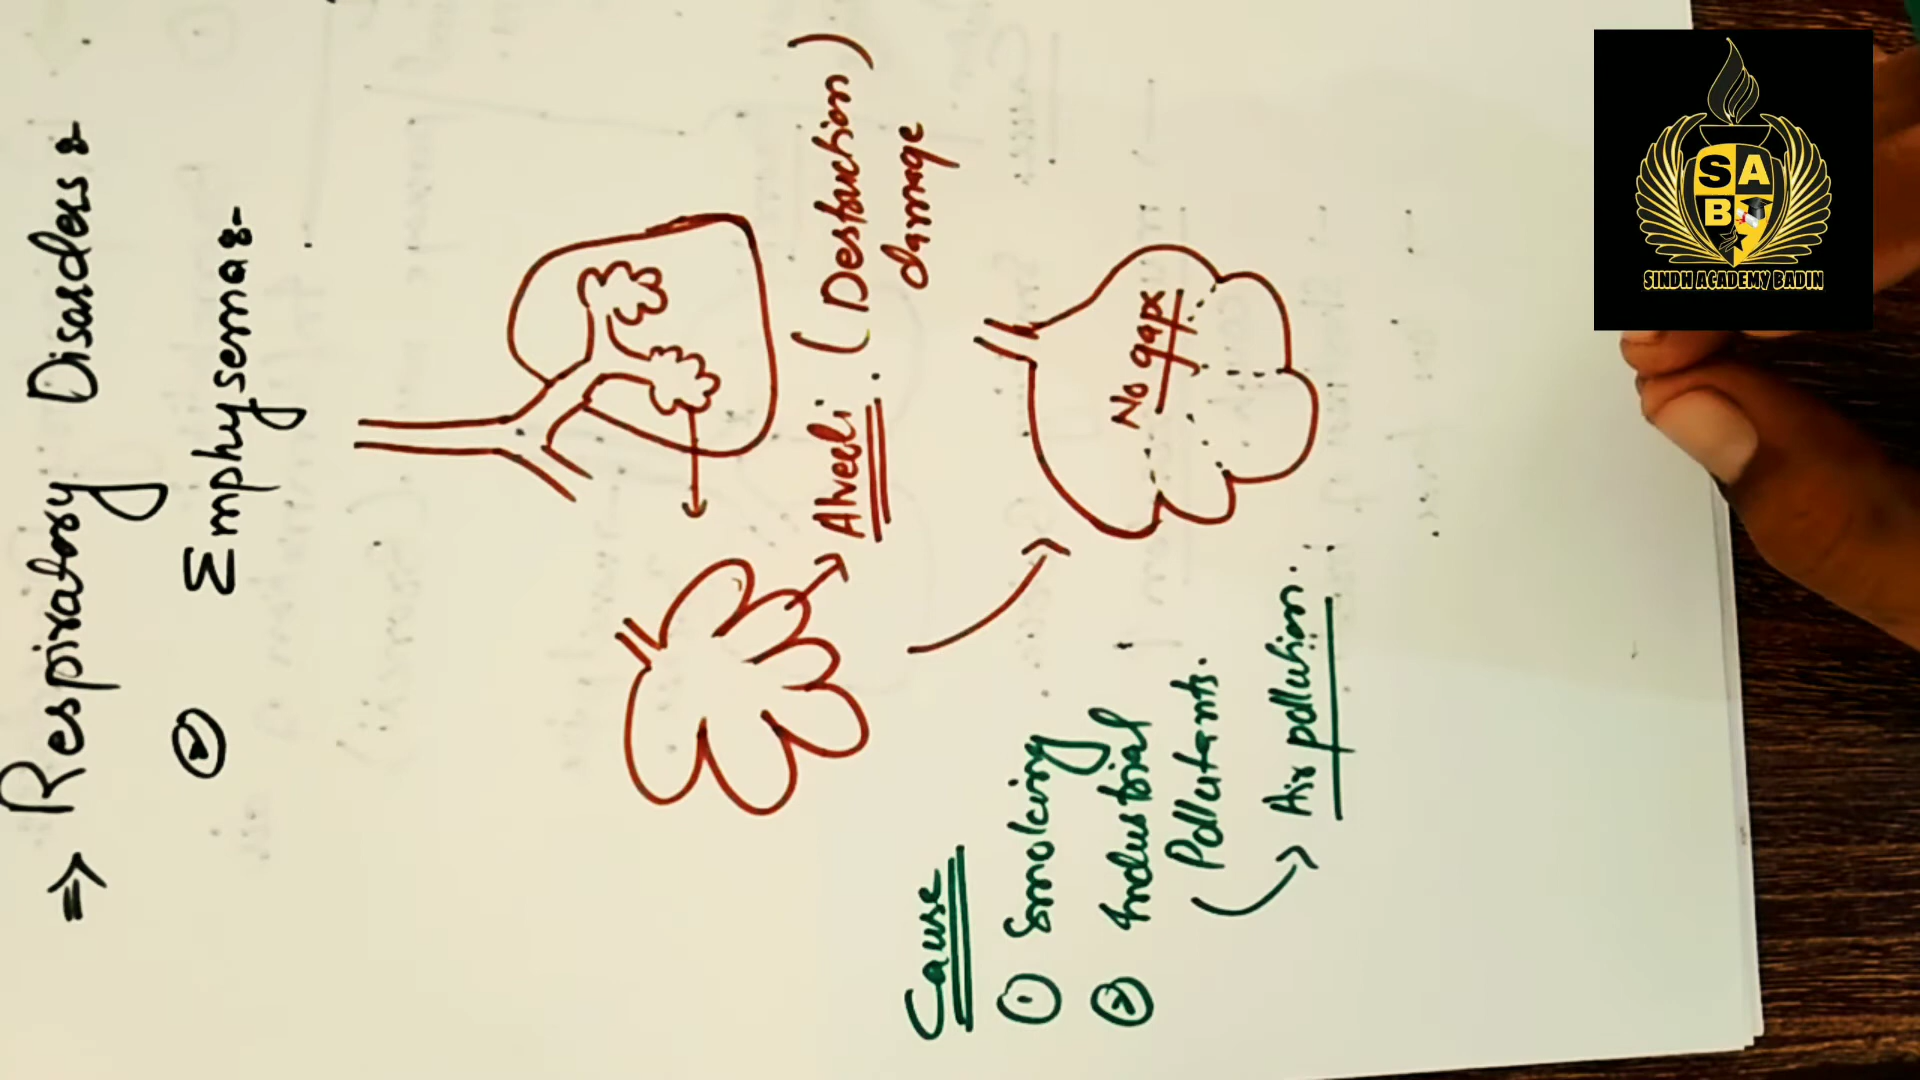 ⇒ Respiratory Disordess :-
② Emphysema :-
Alveoli. (Destruction)
damage
No gaps
Cause
① Smoking
② Industrial
Pollutants.
→ Air pollution.
SAB
SINDH ACADEMY BADIN